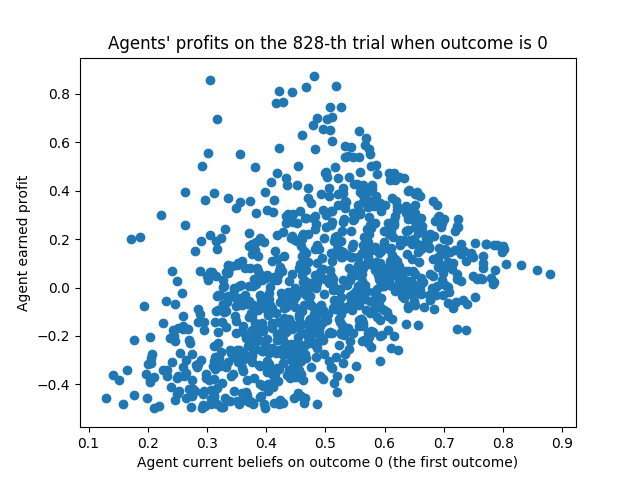 Agents' profits on the 828-th trial when outcome is 0
Agent earned profit
0.8
0.6
0.4
0.2
0.0
−0.2
−0.4
0.1 0.2 0.3 0.4 0.5 0.6 0.7 0.8 0.9
Agent current beliefs on outcome 0 (the first outcome)